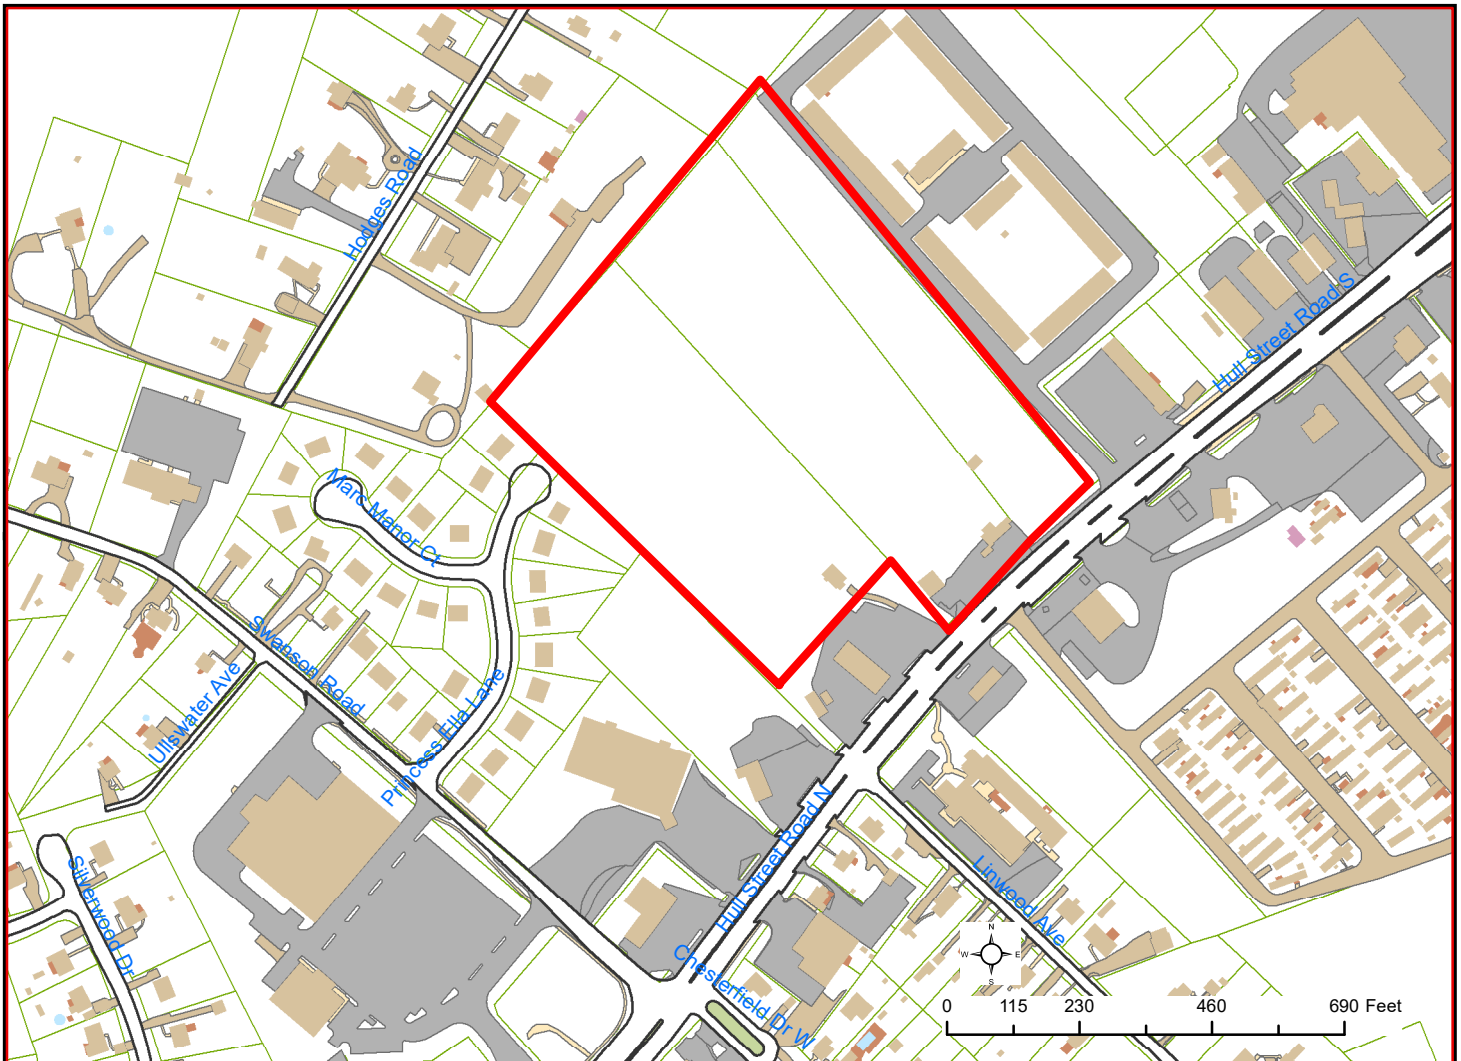 Hodges Road
Hull Street Road S
Marc Manor Ct
Swanson Road
Ullswater Ave
Princess Ella Lane
Hull Street Road N
Silverwood Dr
Linwood Ave
Chesterfield Dr W
N
W E
S
0 115 230 460 690 Feet